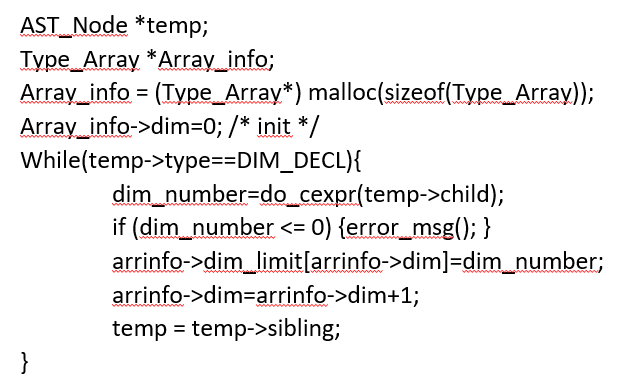 AST_Node *temp;
Type_Array *Array_info;
Array_info = (Type_Array*) malloc(sizeof(Type_Array));
Array_info->dim=0; /* init */
While(temp->type==DIM_DECL){
dim_number=do_cexpr(temp->child);
if (dim_number <= 0) {error_msg(); }
arrinfo->dim_limit[arrinfo->dim]=dim_number;
arrinfo->dim=arrinfo->dim+1;
temp = temp->sibling;
}